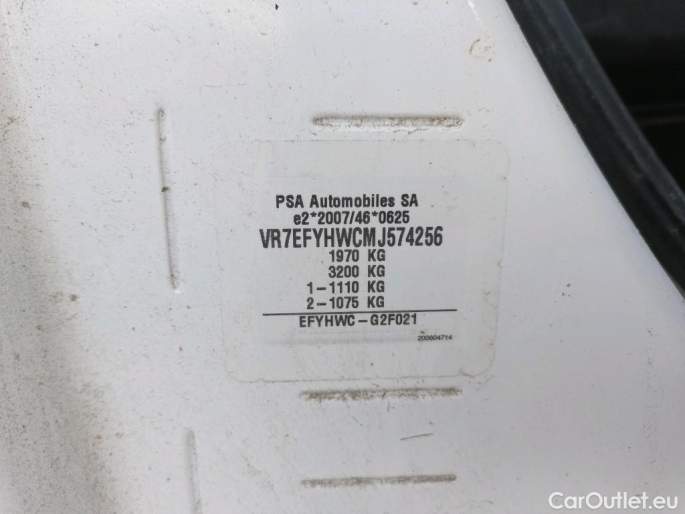 PSA Automobiles SA
e2*2007/46*0625
VR7EFYHWCMJ574256
1970 KG
3200 KG
1-1110 KG
2-1075 KG
EFYHWC-G2F021
200604714
CarOutlet.eu